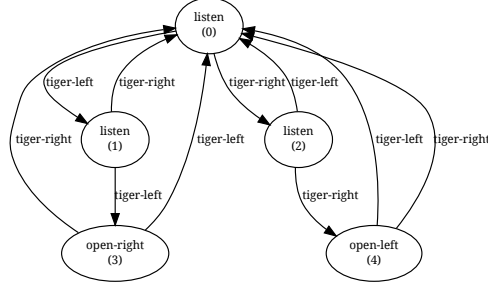 listen
(0)
tiger-left
tiger-right
tiger-right
tiger-left
listen
(1)
listen
(2)
tiger-right
tiger-left
tiger-left
tiger-right
tiger-left
tiger-right
open-right
(3)
open-left
(4)